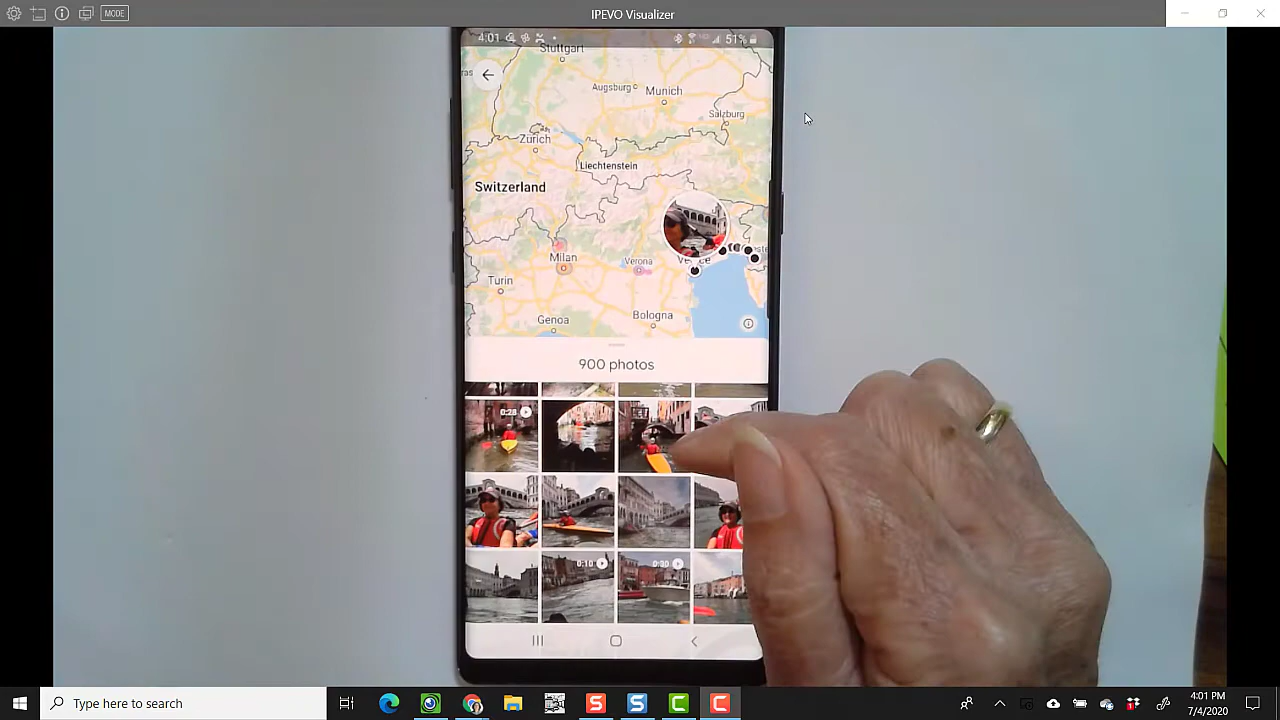 MODE
IPEVO Visualizer
4:01
51%
Stuttgart
Augsburg
Munich
Salzburg
Zürich
Liechtenstein
Switzerland
Milan
Verona
Turin
Genoa
Bologna
900 photos
0:28
0:10
0:30
Type here to search
4:01 PM
7/4/2020